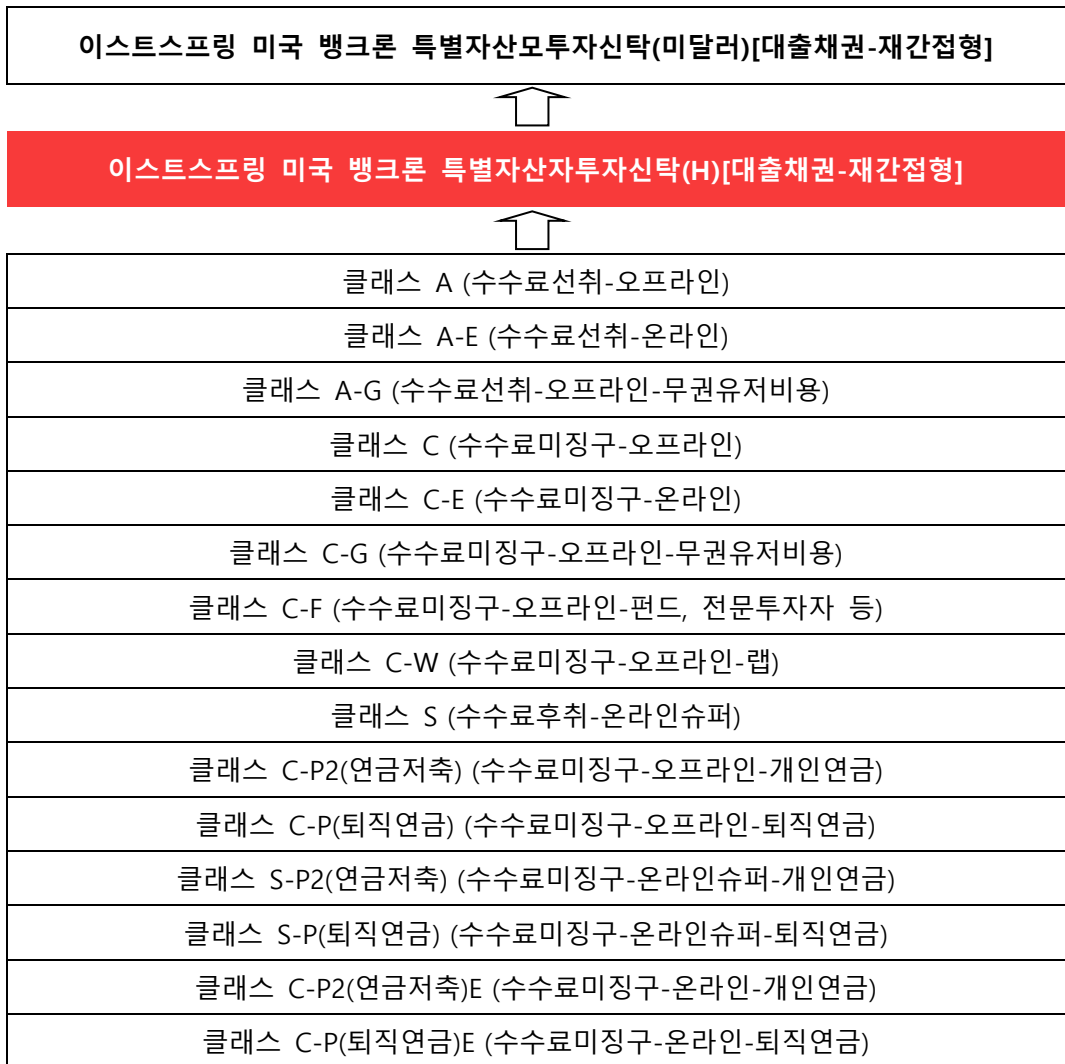 이스트스프링 미국 뱅크론 특별자산모투자신탁(미달러)[대출채권-재간접형]
이스트스프링 미국 뱅크론 특별자산자투자신탁(H)[대출채권-재간접형]
클래스 A (수수료선취-오프라인)
클래스 A-E (수수료선취-온라인)
클래스 A-G (수수료선취-오프라인-무권유저비용)
클래스 C (수수료미징구-오프라인)
클래스 C-E (수수료미징구-온라인)
클래스 C-G (수수료미징구-오프라인-무권유저비용)
클래스 C-F (수수료미징구-오프라인-펀드, 전문투자자 등)
클래스 C-W (수수료미징구-오프라인-랩)
클래스 S (수수료후취-온라인슈퍼)
클래스 C-P2(연금저축) (수수료미징구-오프라인-개인연금)
클래스 C-P(퇴직연금) (수수료미징구-오프라인-퇴직연금)
클래스 S-P2(연금저축) (수수료미징구-온라인슈퍼-개인연금)
클래스 S-P(퇴직연금) (수수료미징구-온라인슈퍼-퇴직연금)
클래스 C-P2(연금저축)E (수수료미징구-온라인-개인연금)
클래스 C-P(퇴직연금)E (수수료미징구-온라인-퇴직연금)